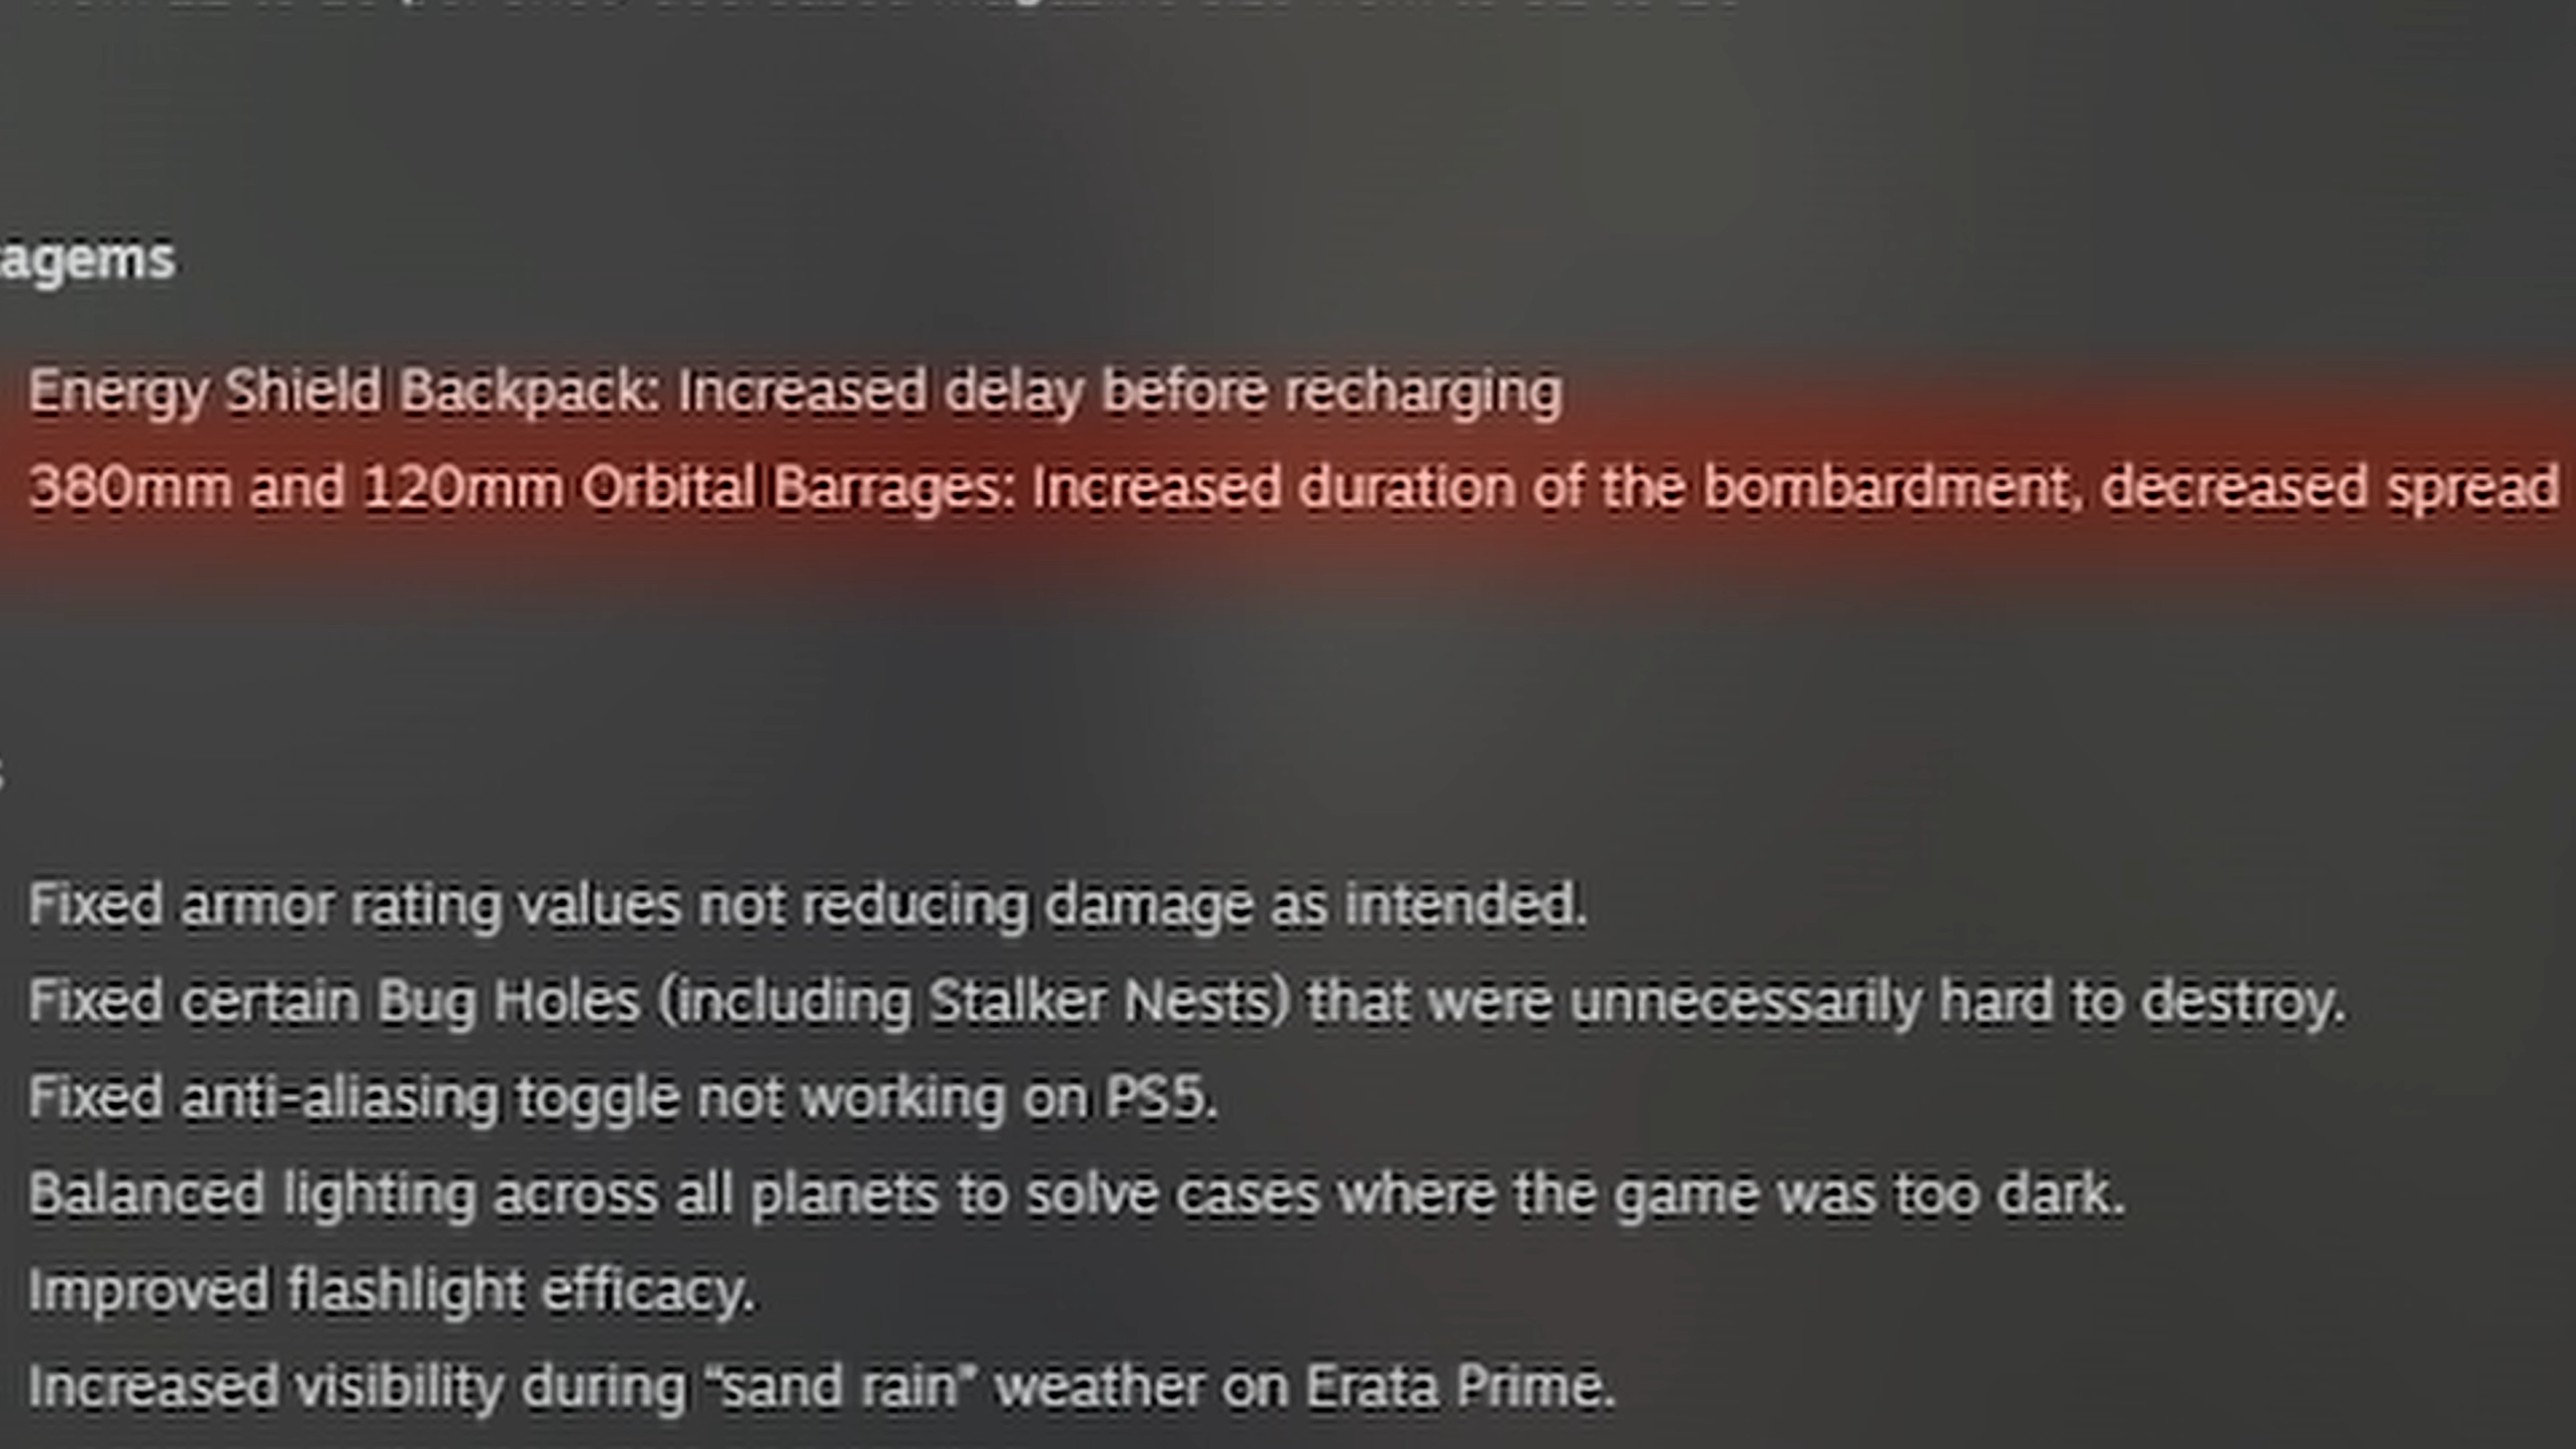 agems
Energy Shield Backpack: Increased delay before recharging
380mm and 120mm Orbital Barrages: Increased duration of the bombardment, decreased spread
s
Fixed armor rating values not reducing damage as intended.
Fixed certain Bug Holes (including Stalker Nests) that were unnecessarily hard to destroy.
Fixed anti-aliasing toggle not working on PS5.
Balanced lighting across all planets to solve cases where the game was too dark.
Improved flashlight efficacy.
Increased visibility during “sand rain” weather on Erata Prime.